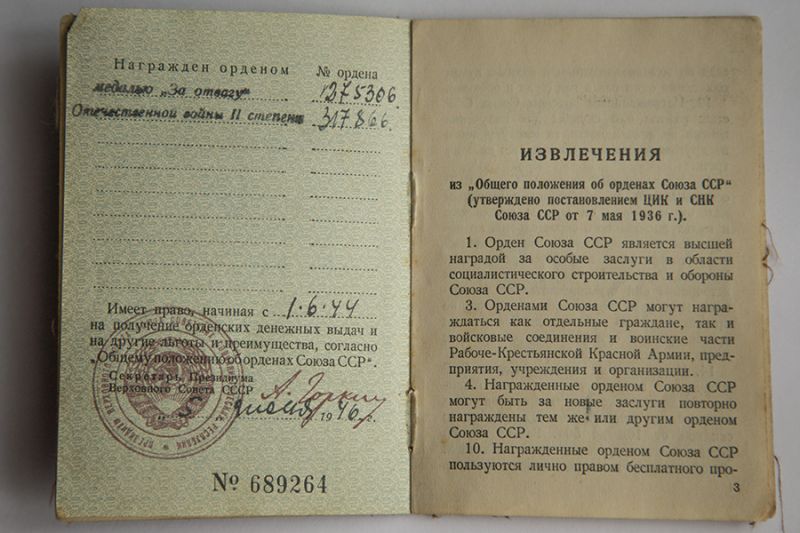 Награжден орденом № ордена
медалью „За отвагу" 1275306
Отечественной войны II степени 317866
Имеет право, начиная с 1.6.44
на получение орденских денежных выдач и
на другие льготы и преимущества, согласно
„Общему положению об орденах Союза ССР".
Секретарь Президиума
Верховного Совета СССР А. Горкин
1946 г.
№ 689264
ИЗВЛЕЧЕНИЯ
из „Общего положения об орденах Союза ССР"
(утверждено постановлением ЦИК и СНК
Союза ССР от 7 мая 1936 г.).
1. Орден Союза ССР является высшей
наградой за особые заслуги в области
социалистического строительства и обороны
Союза ССР.
3. Орденами Союза ССР могут награ-
ждаться как отдельные граждане, так и
войсковые соединения и воинские части
Рабоче-Крестьянской Красной Армии, пред-
приятия, учреждения и организации.
4. Награжденные орденом Союза ССР
могут быть за новые заслуги повторно
награждены тем же или другим орденом
Союза ССР.
10. Награжденные орденом Союза ССР
пользуются лично правом бесплатного про-
3